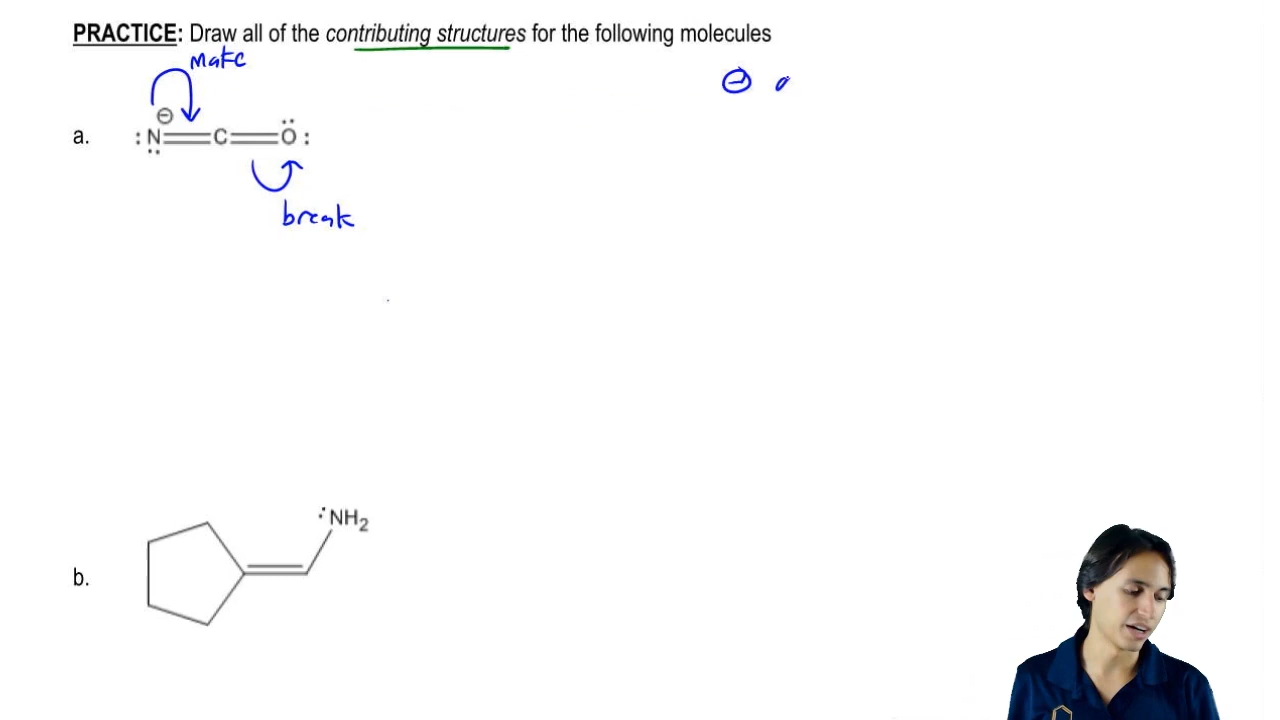 PRACTICE: Draw all of the contributing structures for the following molecules
make
⊖
a. :N̤=C=Ö:
break
:NH2
b.